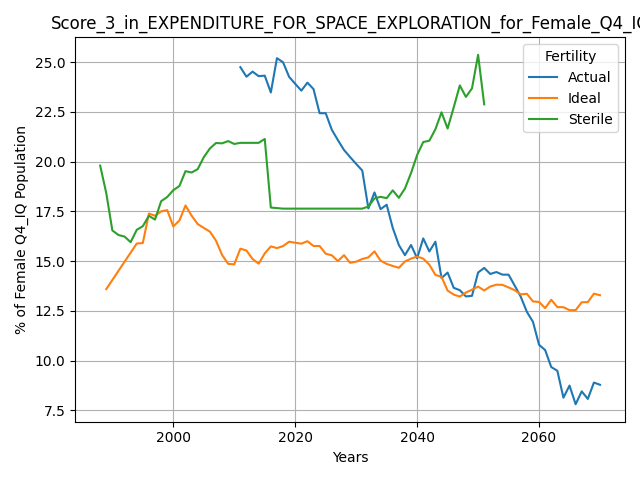 Score_3_in_EXPENDITURE_FOR_SPACE_EXPLORATION_for_Female_Q4_IQ
Fertility
Actual
Ideal
Sterile
% of Female Q4_IQ Population
25.0
22.5
20.0
17.5
15.0
12.5
10.0
7.5
2000 2020 2040 2060
Years